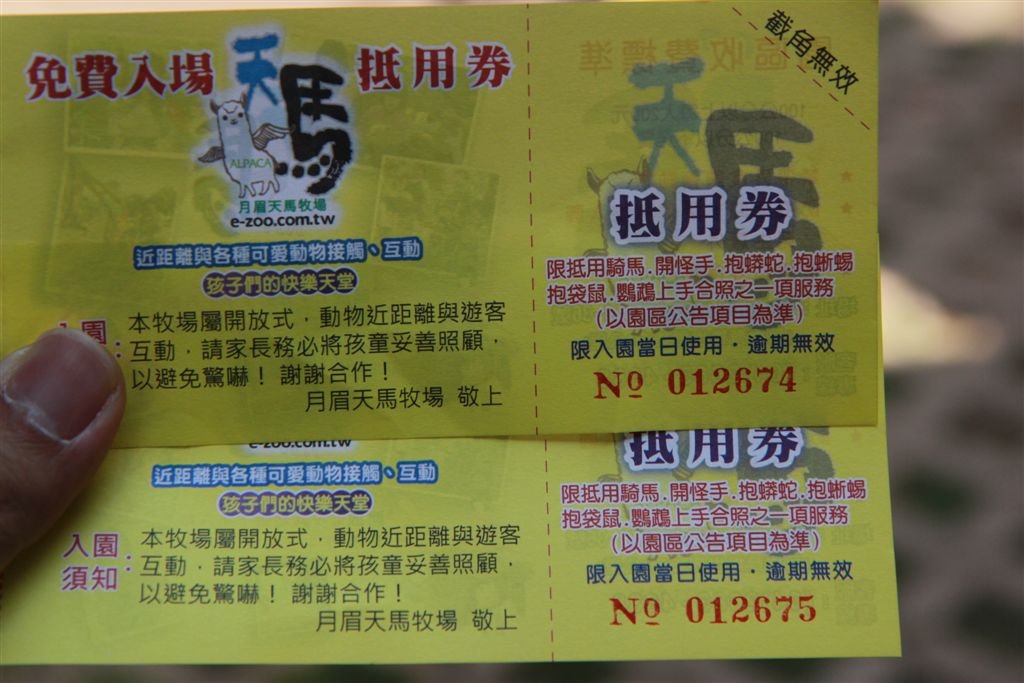 免費入場 天馬 抵用券
ALPACA
月眉天馬牧場
e-zoo.com.tw
近距離與各種可愛動物接觸、互動
孩子們的快樂天堂
入園
：
本牧場屬開放式，動物近距離與遊客
互動，請家長務必將孩童妥善照顧，
以避免驚嚇！謝謝合作！
月眉天馬牧場 敬上
截角無效
天馬
抵用券
限抵用騎馬.開怪手.抱蟒蛇.抱蜥蜴
抱袋鼠.鸚鵡上手合照之一項服務
(以園區公告項目為準)
限入園當日使用・逾期無效
Nº 012674
e-zoo.com.tw
近距離與各種可愛動物接觸、互動
孩子們的快樂天堂
入園須知：
本牧場屬開放式，動物近距離與遊客
互動，請家長務必將孩童妥善照顧，
以避免驚嚇！謝謝合作！
月眉天馬牧場 敬上
抵用券
限抵用騎馬.開怪手.抱蟒蛇.抱蜥蜴
抱袋鼠.鸚鵡上手合照之一項服務
(以園區公告項目為準)
限入園當日使用・逾期無效
Nº 012675